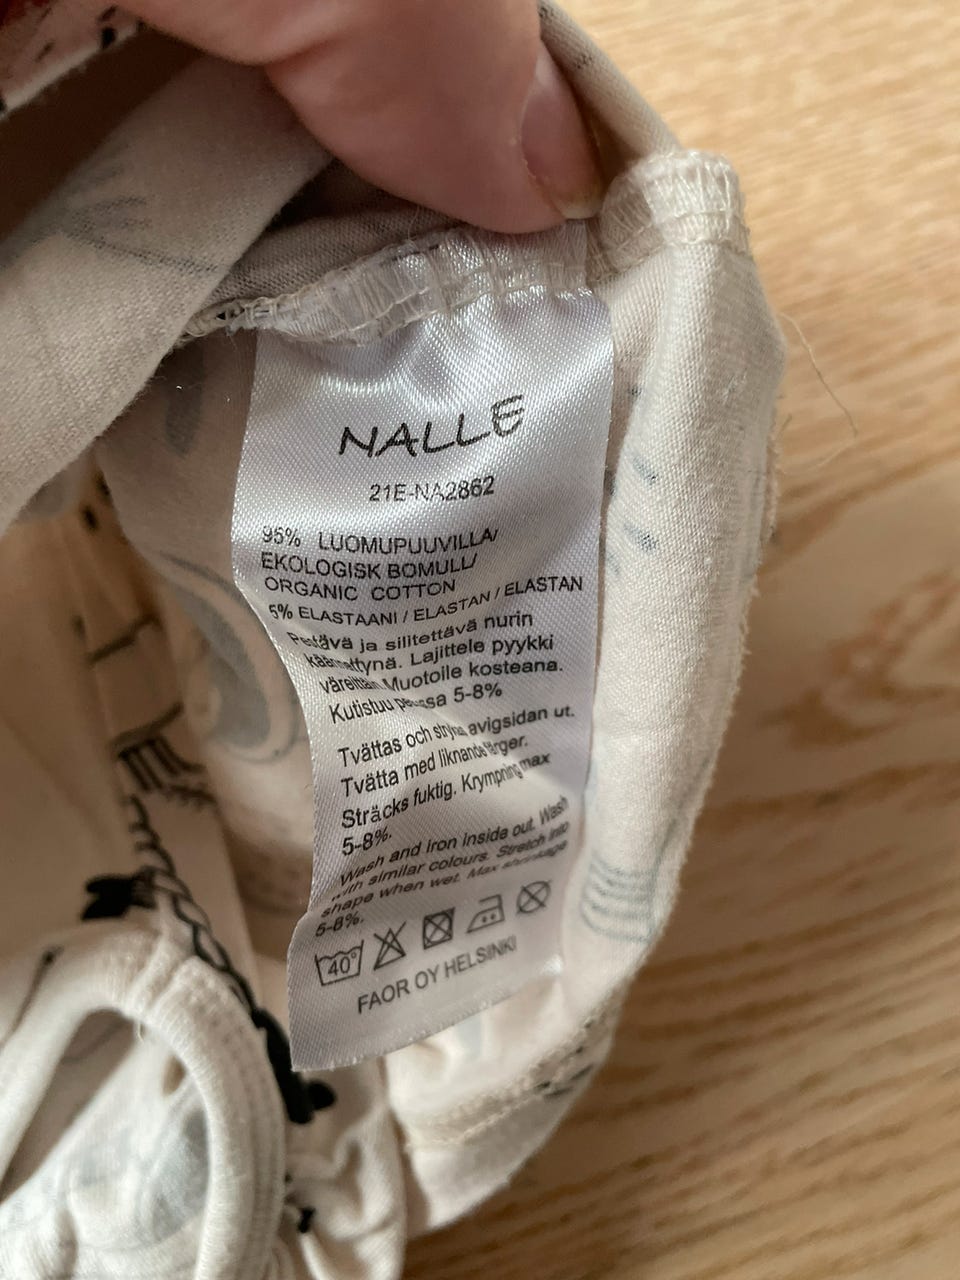 NALLE
21E-NA2862
95% LUOMUPUUVILLA/
EKOLOGISK BOMULL/
ORGANIC COTTON
5% ELASTAANI / ELASTAN / ELASTAN
Pestävä ja silitettävä nurin
käännettynä. Lajittele pyykki
väreittäin. Muotoile kosteana.
Kutistuu pesussa 5-8%
Tvättas och stryks avigsidan ut.
Tvätta med liknande färger.
Sträcks fuktig. Krympning max
5-8%.
Wash and iron inside out. Wash
with similar colours. Stretch into
shape when wet. Max shrinkage
5-8%.
40°
FAOR OY HELSINKI